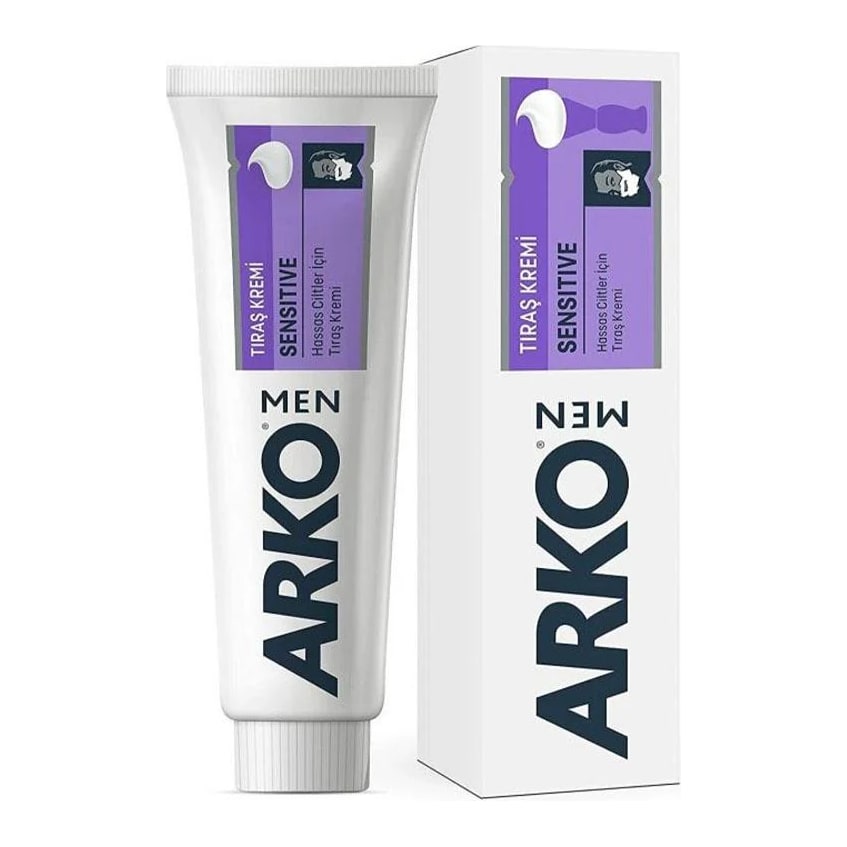 TIRAŞ KREMİ
SENSITIVE
Hassas Ciltler İçin
Tıraş Kremi
MEN
ARKO®
TIRAŞ KREMİ
SENSITIVE
Hassas Ciltler İçin
Tıraş Kremi
MEN
ARKO®